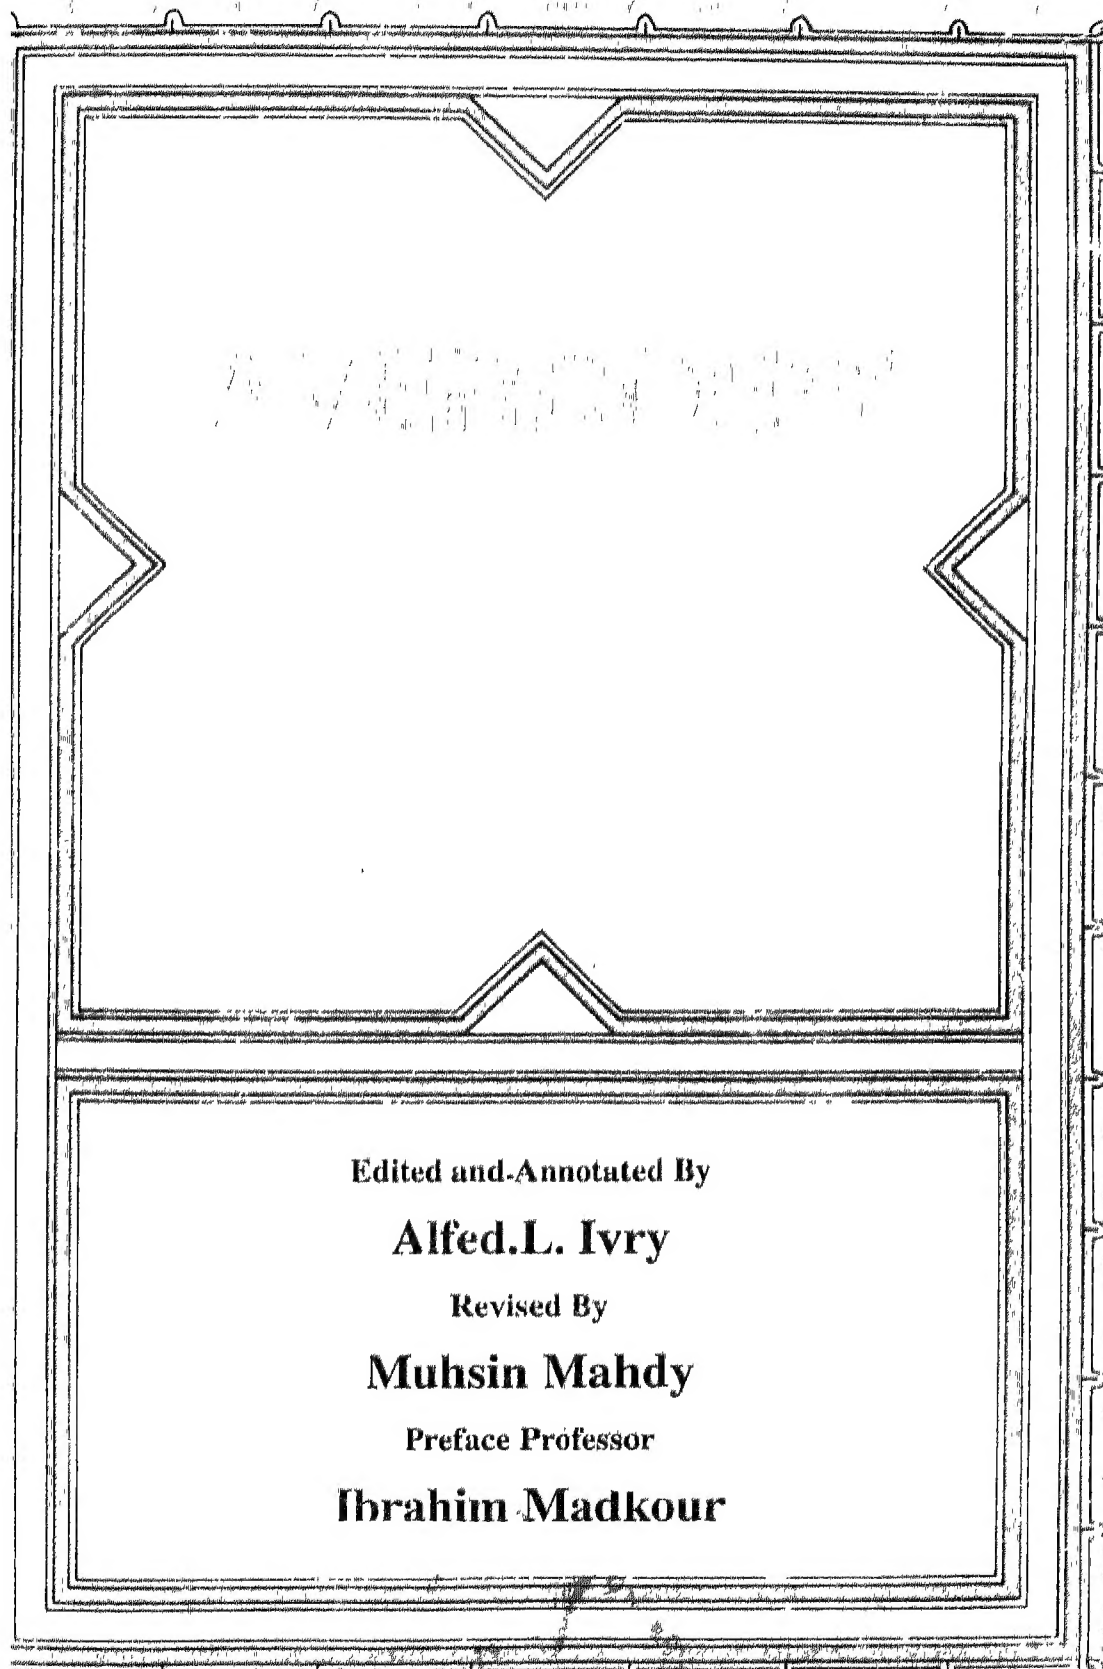 Edited and-Annotated By
Alfed.L. Ivry
Revised By
Muhsin Mahdy
Preface Professor
Ibrahim Madkour